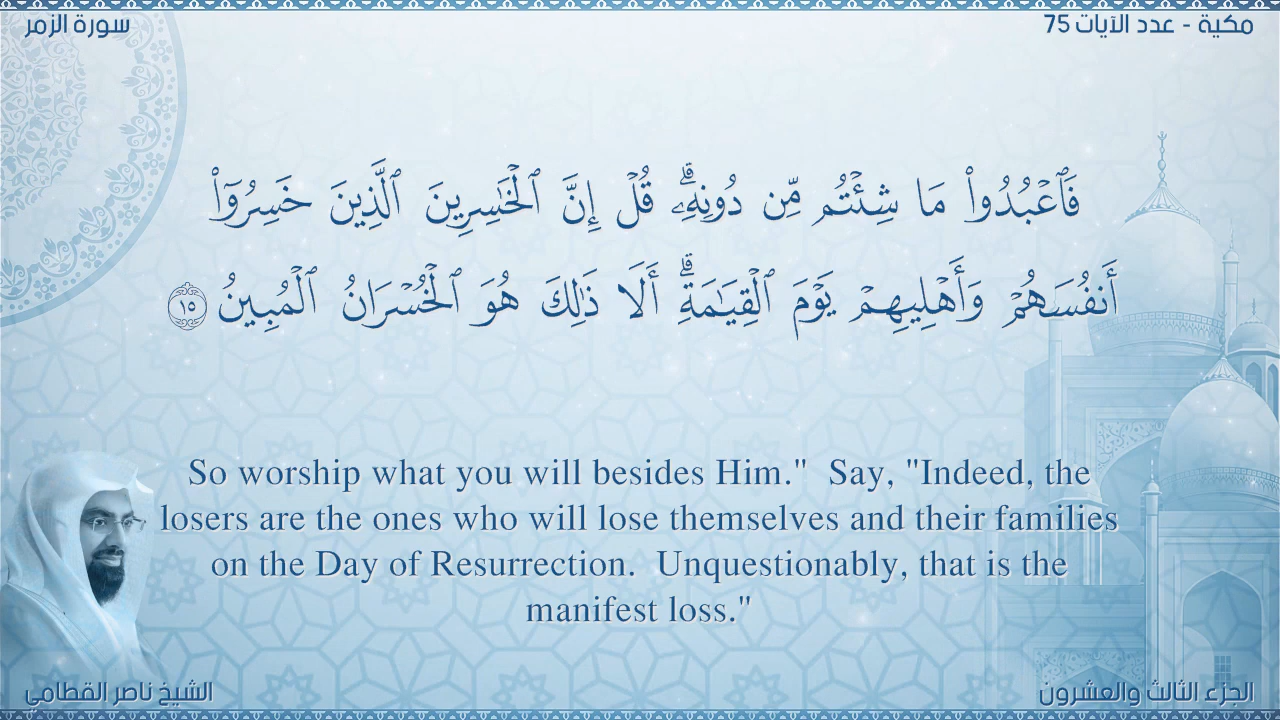 مكية - عدد الآيات 75
سورة الزمر
فَٱعۡبُدُواْ مَا شِئۡتُم مِّن دُونِهِۦۗ قُلۡ إِنَّ ٱلۡخَٰسِرِينَ ٱلَّذِينَ خَسِرُوٓاْ
أَنفُسَهُمۡ وَأَهۡلِيهِمۡ يَوۡمَ ٱلۡقِيَٰمَةِۗ أَلَا ذَٰلِكَ هُوَ ٱلۡخُسۡرَانُ ٱلۡمُبِينُ ١٥
So worship what you will besides Him."  Say, "Indeed, the
losers are the ones who will lose themselves and their families
on the Day of Resurrection.  Unquestionably, that is the
manifest loss."
الجزء الثالث والعشرون
الشيخ ناصر القطامي